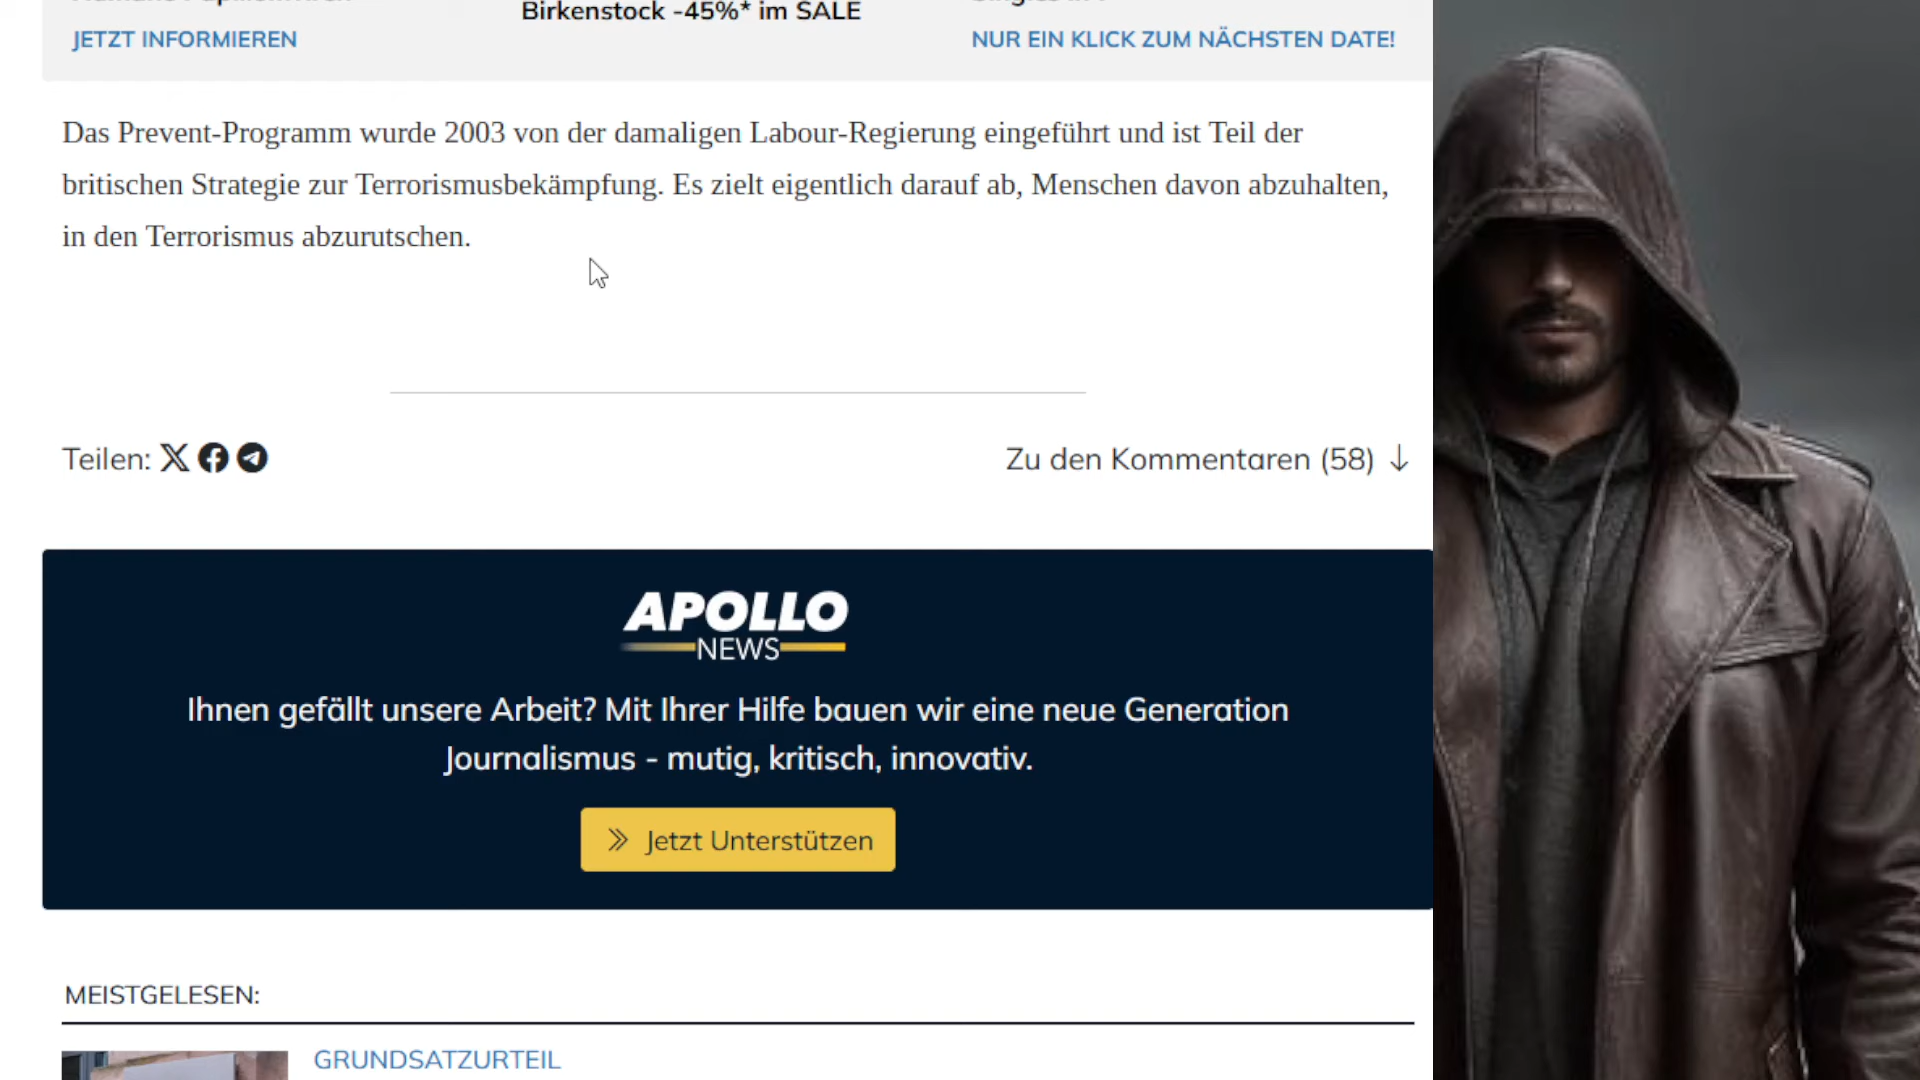 Birkenstock -45%* im SALE
JETZT INFORMIEREN
NUR EIN KLICK ZUM NÄCHSTEN DATE!
Das Prevent-Programm wurde 2003 von der damaligen Labour-Regierung eingeführt und ist Teil der
britischen Strategie zur Terrorismusbekämpfung. Es zielt eigentlich darauf ab, Menschen davon abzuhalten,
in den Terrorismus abzurutschen.
Teilen:
Zu den Kommentaren (58)
APOLLO
NEWS
Ihnen gefällt unsere Arbeit? Mit Ihrer Hilfe bauen wir eine neue Generation
Journalismus - mutig, kritisch, innovativ.
Jetzt Unterstützen
MEISTGELESEN:
GRUNDSATZURTEIL